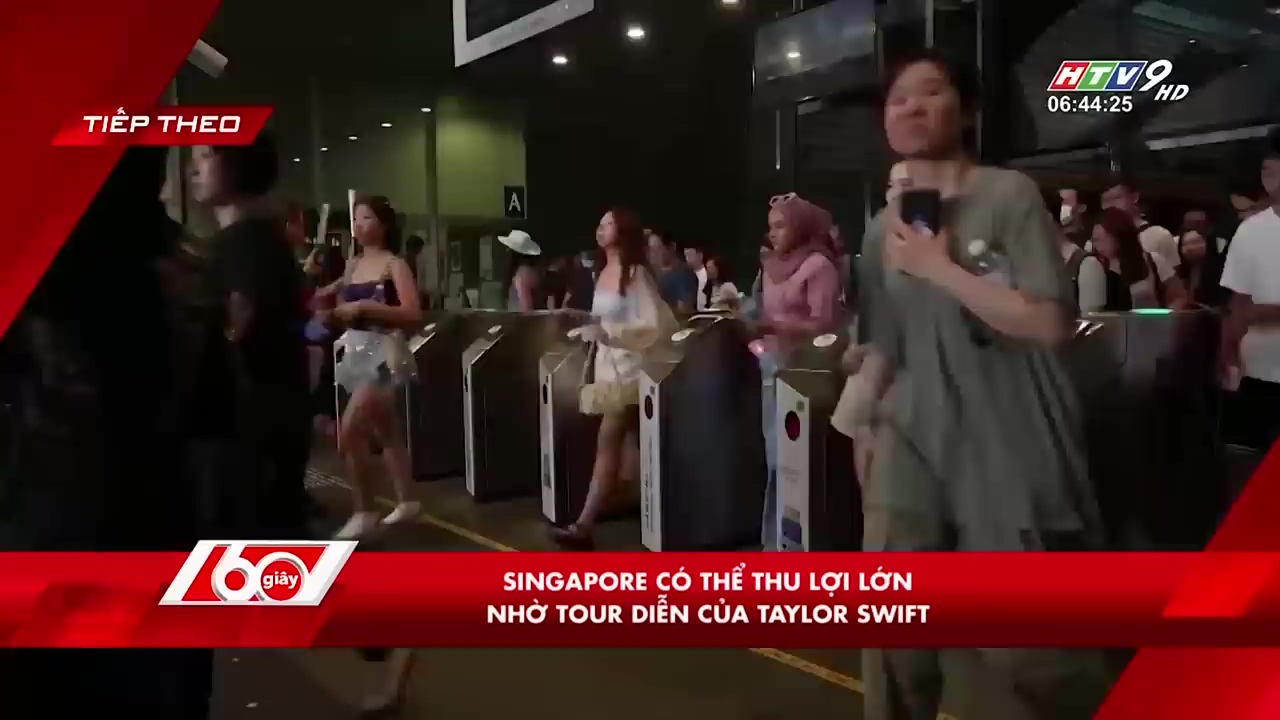 HTV9 HD
06:44:25
TIẾP THEO
A
60 giây
SINGAPORE CÓ THỂ THU LỢI LỚN
NHỜ TOUR DIỄN CỦA TAYLOR SWIFT